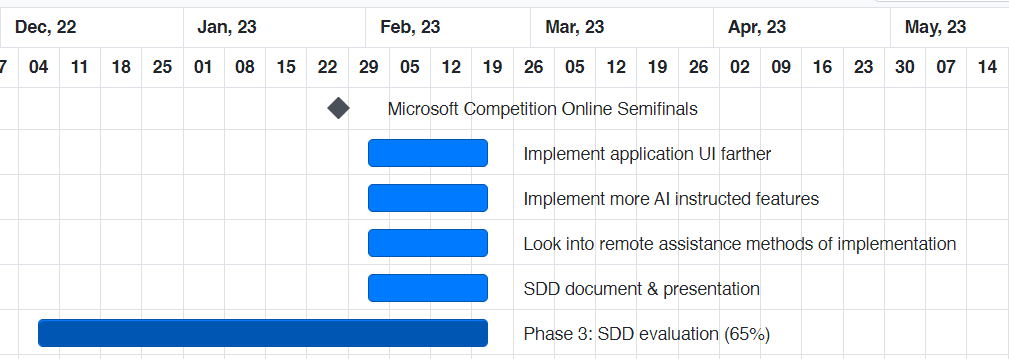 Dec, 22 Jan, 23 Feb, 23 Mar, 23 Apr, 23 May, 23
7 04 11 18 25 01 08 15 22 29 05 12 19 26 05 12 19 26 02 09 16 23 30 07 14
Microsoft Competition Online Semifinals
Implement application UI farther
Implement more AI instructed features
Look into remote assistance methods of implementation
SDD document & presentation
Phase 3: SDD evaluation (65%)